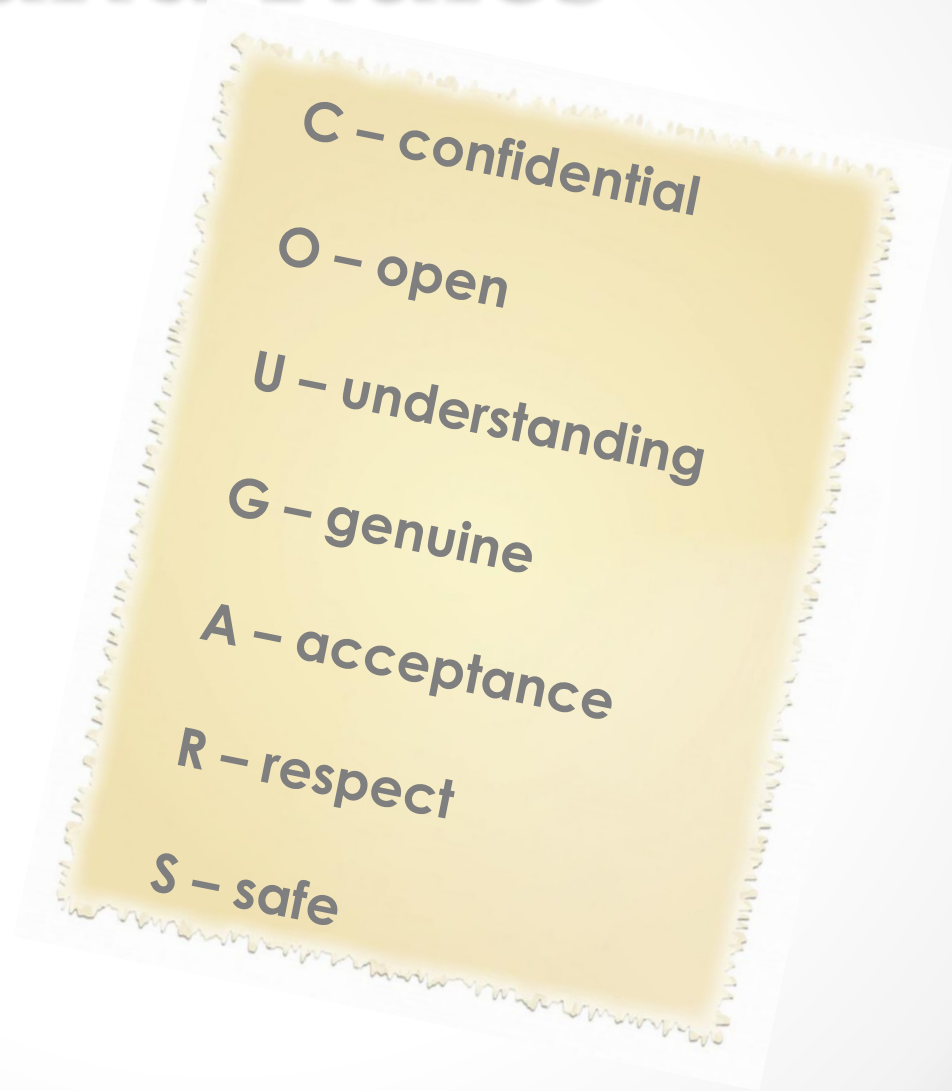 C – confidential
O – open
U – understanding
G – genuine
A – acceptance
R – respect
S – safe